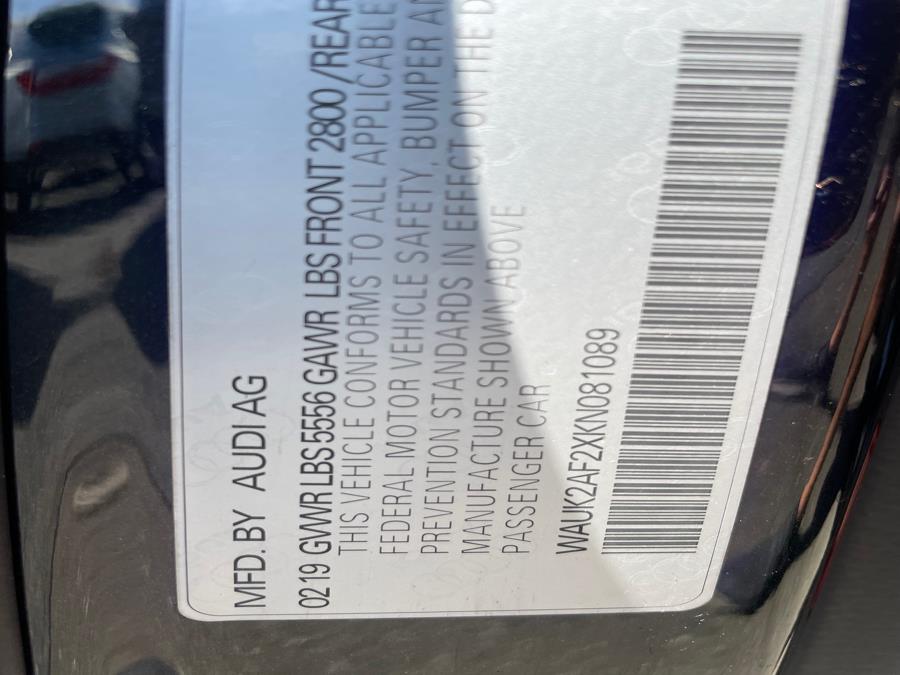 MFD. BY AUDI AG
0219 GVWR LBS 5556 GAWR LBS FRONT 2800 /REAR
THIS VEHICLE CONFORMS TO ALL APPLICABLE
FEDERAL MOTOR VEHICLE SAFETY, BUMPER
PREVENTION STANDARDS IN EFFECT ON THE
MANUFACTURE SHOWN ABOVE
PASSENGER CAR
WAUK2AF2XKN081089